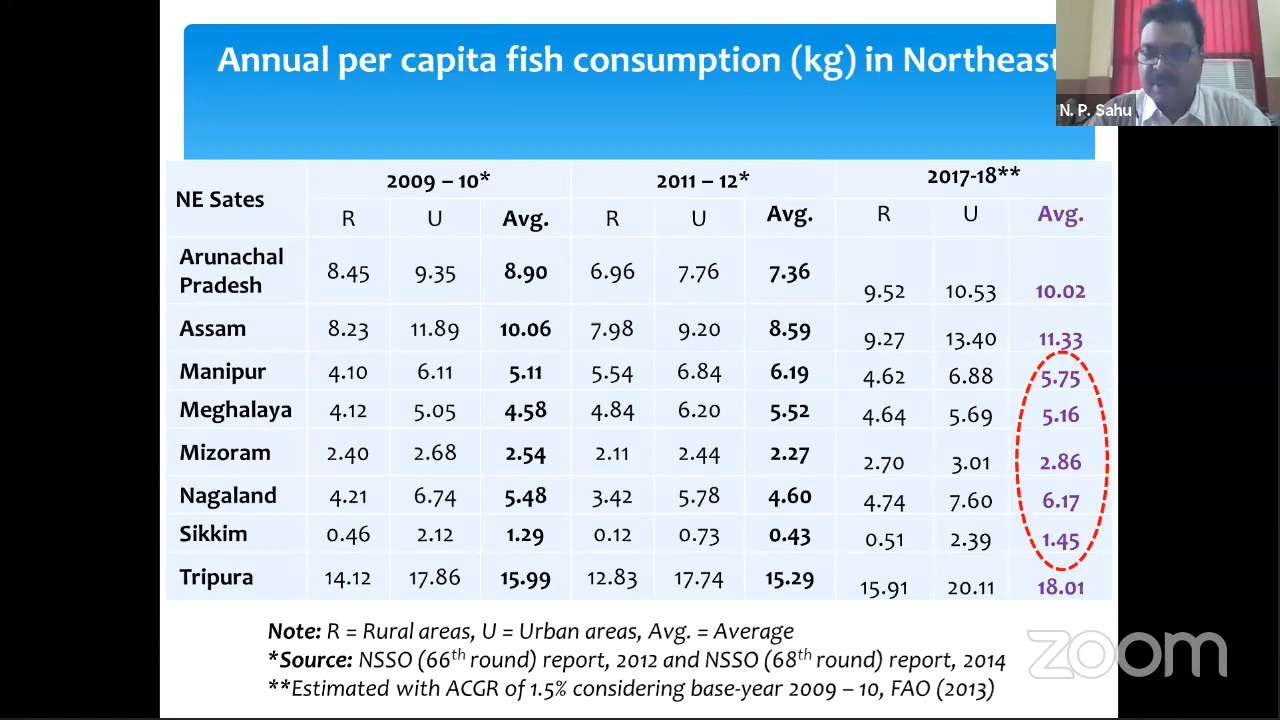 Annual per capita fish consumption (kg) in Northeast
N. P. Sahu
NE Sates 2009 – 10* 2011 – 12* 2017-18**
R U Avg. R U Avg. R U Avg.
Arunachal Pradesh 8.45 9.35 8.90 6.96 7.76 7.36 9.52 10.53 10.02
Assam 8.23 11.89 10.06 7.98 9.20 8.59 9.27 13.40 11.33
Manipur 4.10 6.11 5.11 5.54 6.84 6.19 4.62 6.88 5.75
Meghalaya 4.12 5.05 4.58 4.84 6.20 5.52 4.64 5.69 5.16
Mizoram 2.40 2.68 2.54 2.11 2.44 2.27 2.70 3.01 2.86
Nagaland 4.21 6.74 5.48 3.42 5.78 4.60 4.74 7.60 6.17
Sikkim 0.46 2.12 1.29 0.12 0.73 0.43 0.51 2.39 1.45
Tripura 14.12 17.86 15.99 12.83 17.74 15.29 15.91 20.11 18.01
Note: R = Rural areas, U = Urban areas, Avg. = Average
*Source: NSSO (66th round) report, 2012 and NSSO (68th round) report, 2014
**Estimated with ACGR of 1.5% considering base-year 2009 – 10, FAO (2013)
zoom